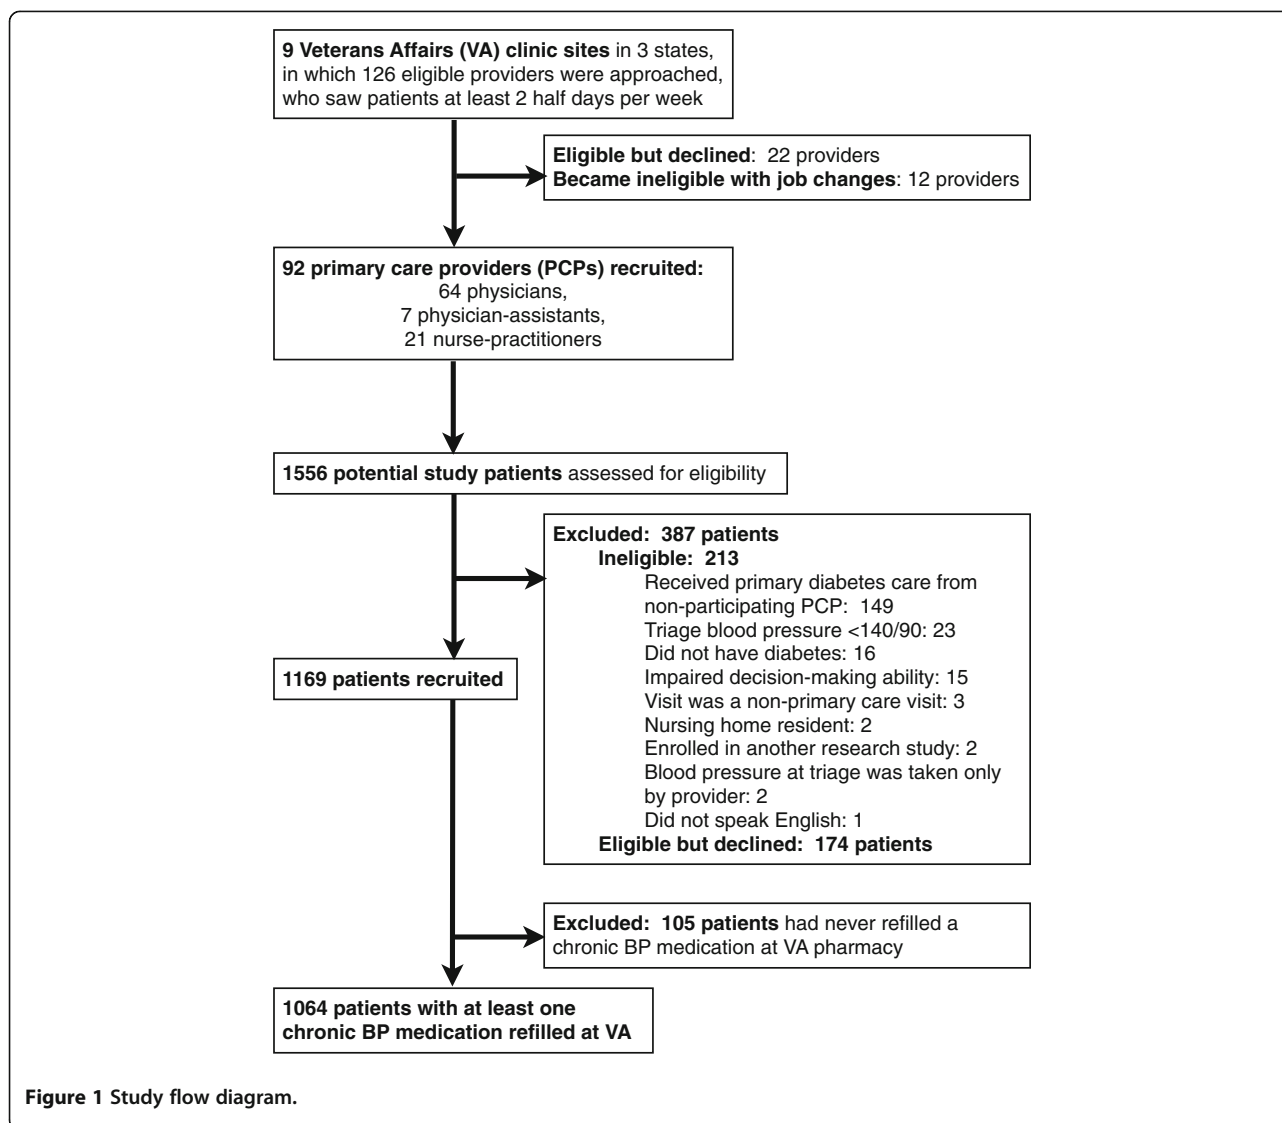 9 Veterans Affairs (VA) clinic sites in 3 states,
in which 126 eligible providers were approached,
who saw patients at least 2 half days per week
Eligible but declined: 22 providers
Became ineligible with job changes: 12 providers
92 primary care providers (PCPs) recruited:
64 physicians,
7 physician-assistants,
21 nurse-practitioners
1556 potential study patients assessed for eligibility
Excluded: 387 patients
Ineligible: 213
Received primary diabetes care from
non-participating PCP: 149
Triage blood pressure <140/90: 23
Did not have diabetes: 16
Impaired decision-making ability: 15
Visit was a non-primary care visit: 3
Nursing home resident: 2
Enrolled in another research study: 2
Blood pressure at triage was taken only
by provider: 2
Did not speak English: 1
Eligible but declined: 174 patients
1169 patients recruited
Excluded: 105 patients had never refilled a
chronic BP medication at VA pharmacy
1064 patients with at least one
chronic BP medication refilled at VA
Figure 1 Study flow diagram.